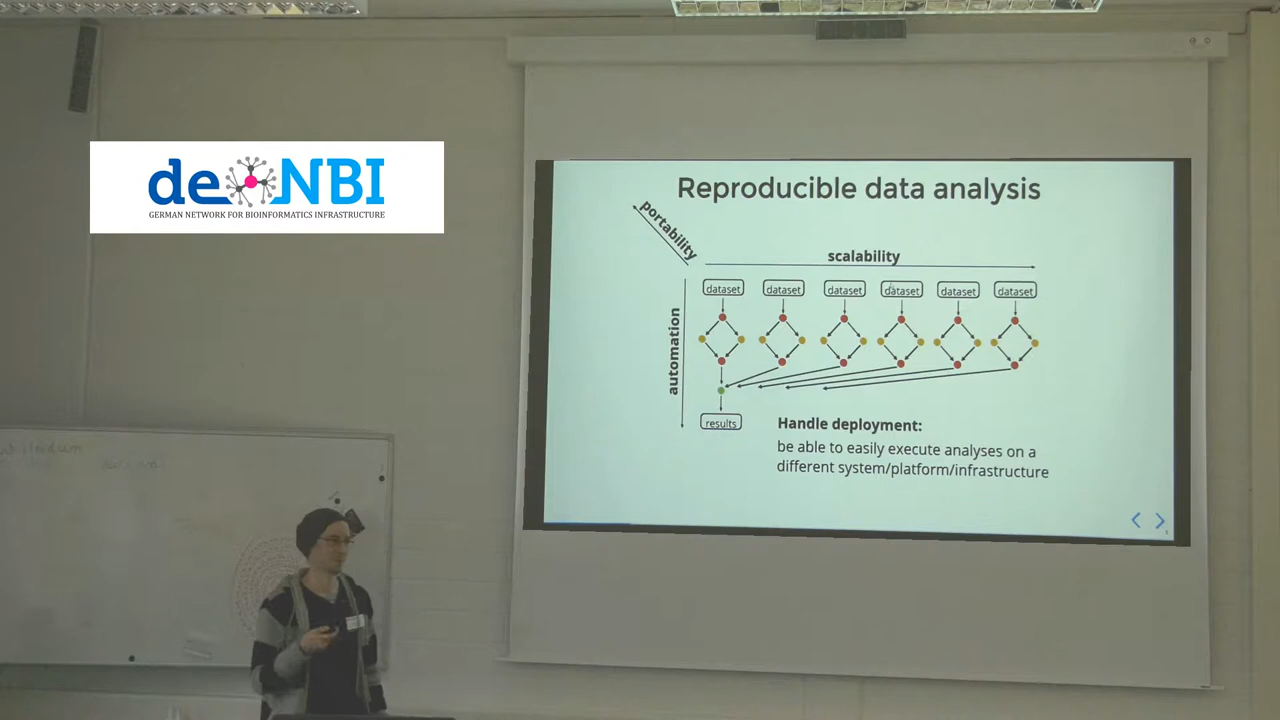 de NBI
GERMAN NETWORK FOR BIOINFORMATICS INFRASTRUCTURE
Reproducible data analysis
portability
scalability
dataset dataset dataset dataset dataset dataset
automation
results
Handle deployment:
be able to easily execute analyses on a
different system/platform/infrastructure